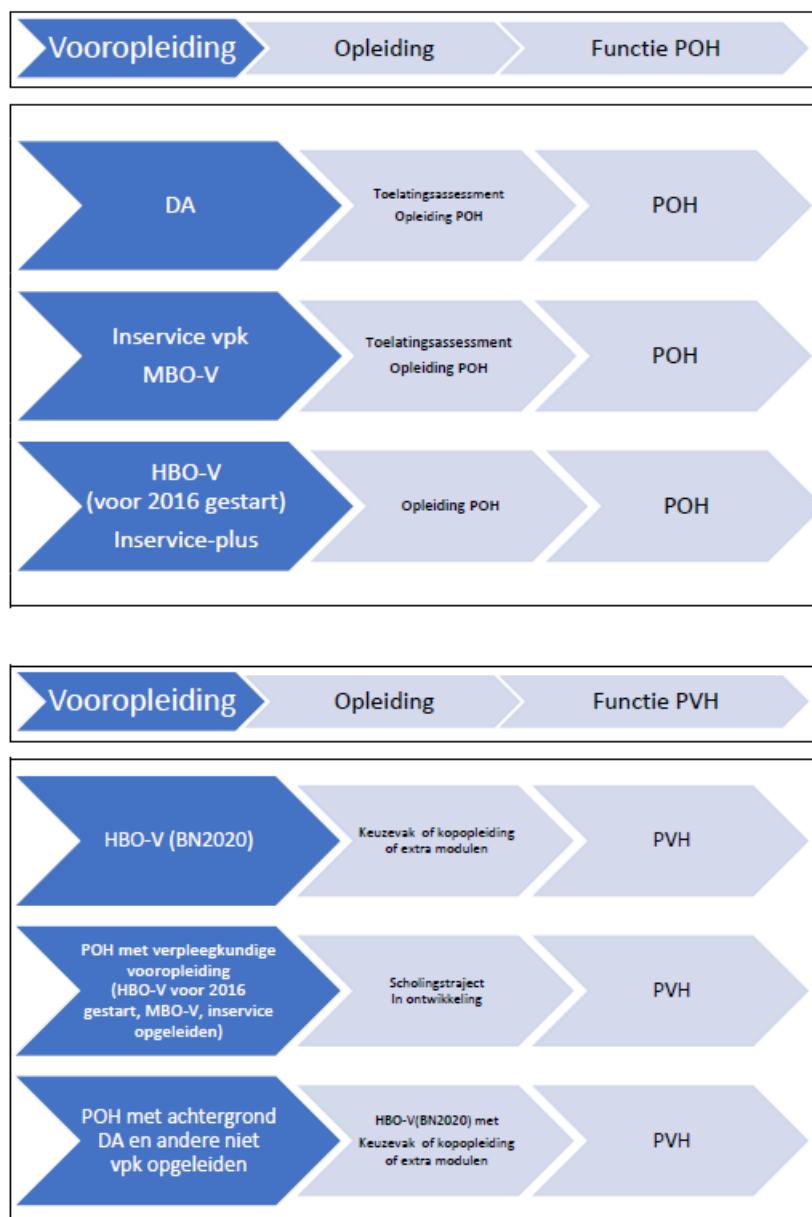 Vooropleiding Opleiding Functie POH
DA
Toelatingsassessment
Opleiding POH
POH
Inservice vpk
MBO-V
Toelatingsassessment
Opleiding POH
POH
HBO-V
(voor 2016 gestart)
Inservice-plus
Opleiding POH
POH
Vooropleiding Opleiding Functie PVH
HBO-V (BN2020)
Keuzevak of kopopleiding
of extra modulen
PVH
POH met verpleegkundige
vooropleiding
(HBO-V voor 2016
gestart, MBO-V, inservice
opgeleiden)
Scholingstraject
In ontwikkeling
PVH
POH met achtergrond
DA en andere niet
vpk opgeleiden
HBO-V(BN2020) met
Keuzevak of kopopleiding
of extra modulen
PVH